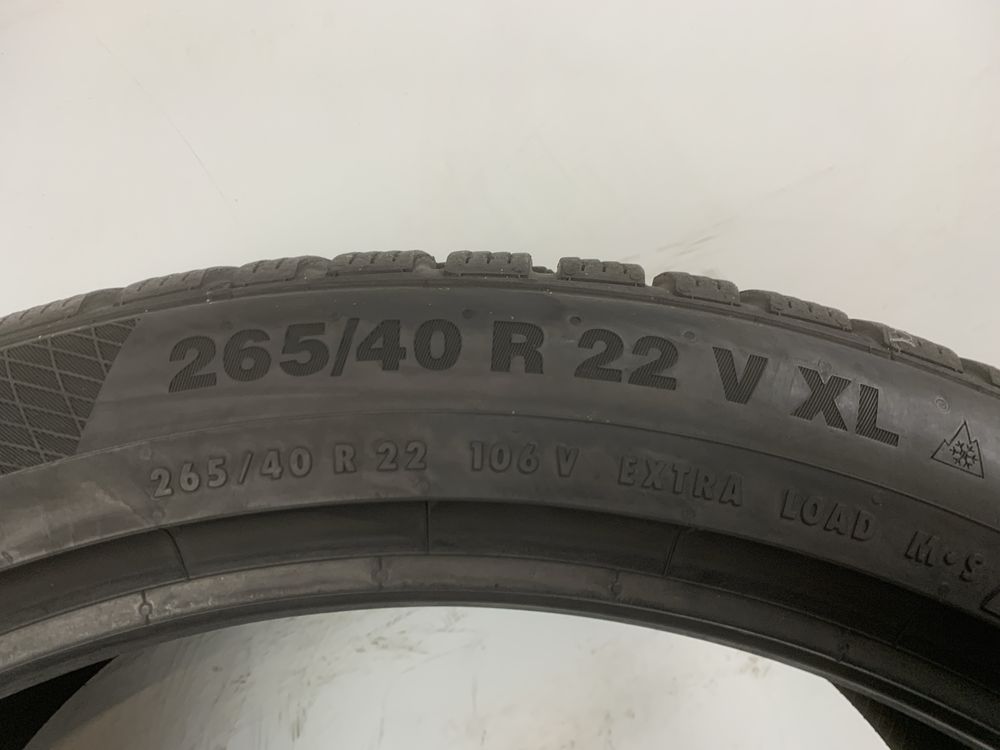 265/40 R 22 V XL
265/40 R 22 106 V EXTRA LOAD M•S